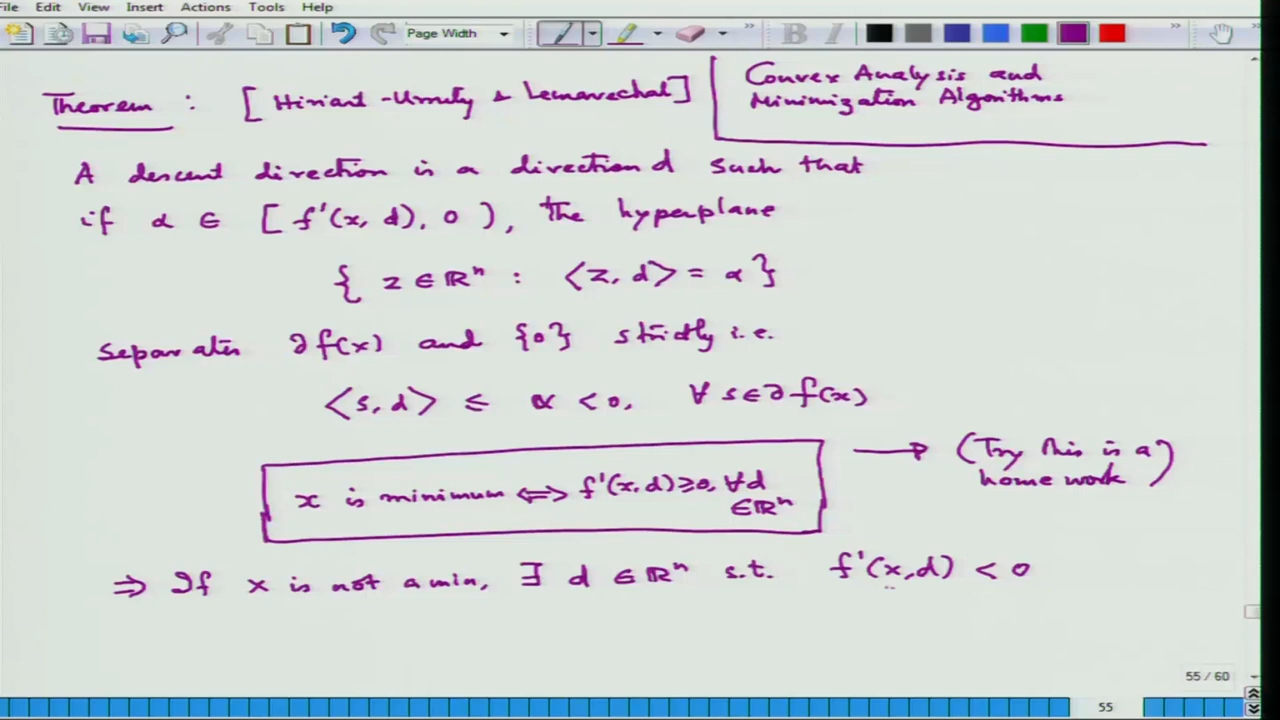 File Edit View Insert Actions Tools Help
Page Width
Theorem : [Hiriart-Urruty & Lemarechal]
Convex Analysis and
Minimization Algorithms
A descent direction is a direction d such that
if α ∈ [f'(x, d), 0), the hyperplane
{ z ∈ ℝⁿ : ⟨z, d⟩ = α }
separates ∂f(x) and {0} strictly i.e.
⟨s, d⟩ ≤ α < 0, ∀ s ∈ ∂f(x)
x is minimum ⟺ f'(x, d) ≥ 0, ∀d
∈ ℝⁿ
→ (Try this is a
home work)
⇒ If x is not a min, ∃ d ∈ ℝⁿ s.t. f'(x, d) < 0
55 / 60
55